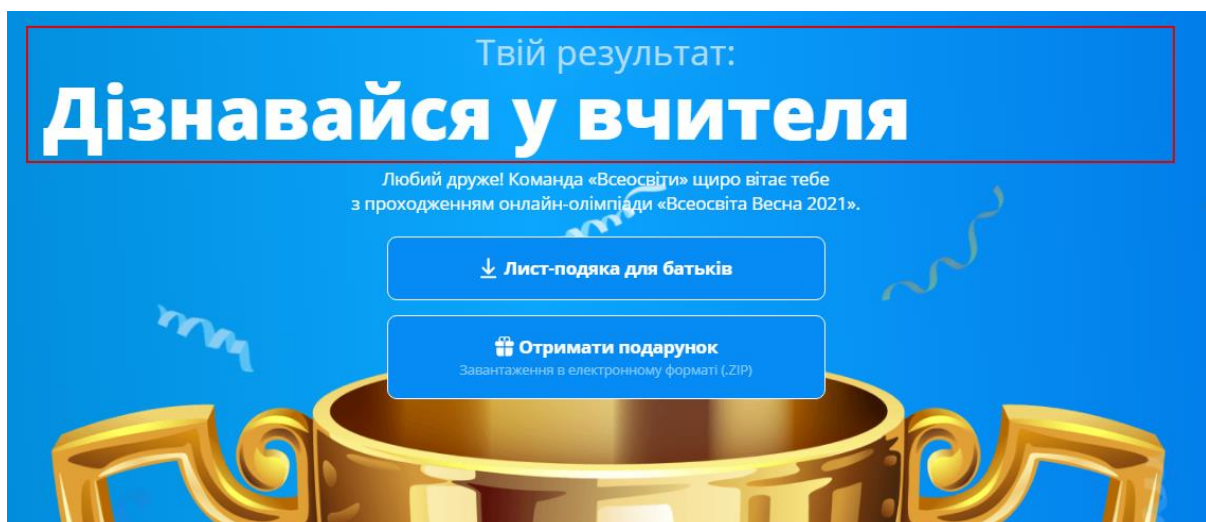 Твій результат:
Дізнавайся у вчителя
Любий друже! Команда «Всеосвіти» щиро вітає тебе
з проходженням онлайн-олімпіади «Всеосвіта Весна 2021».
Лист-подяка для батьків
Отримати подарунок
Завантаження в електронному форматі (.ZIP)